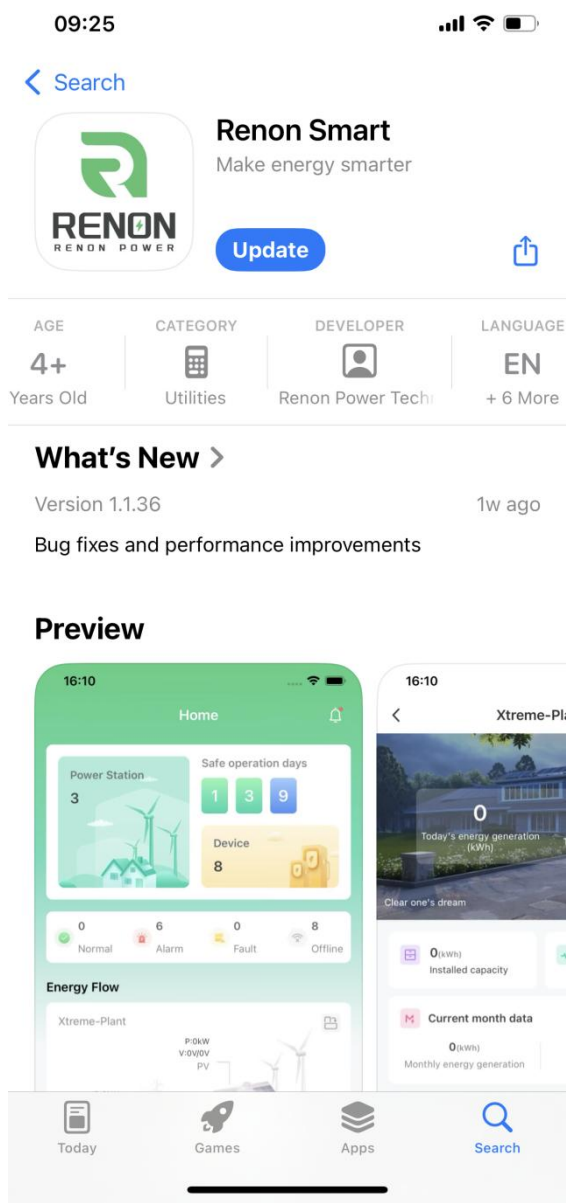 09:25
Search
RENON
RENON POWER
Renon Smart
Make energy smarter
Update
AGE
4+
Years Old
CATEGORY
Utilities
DEVELOPER
Renon Power Techn
LANGUAGE
EN
+ 6 More
What's New
Version 1.1.36
1w ago
Bug fixes and performance improvements
Preview
16:10
Home
Power Station
3
Safe operation days
1 3 9
Device
8
0
Normal
6
Alarm
0
Fault
8
Offline
Energy Flow
Xtreme-Plant
P:0kW
V:0V/0V
PV
16:10
Xtreme-Pla
0
Today's energy generation
(kWh)
Clear one's dream
0(kWh)
Installed capacity
Current month data
0(kWh)
Monthly energy generation
Today
Games
Apps
Search